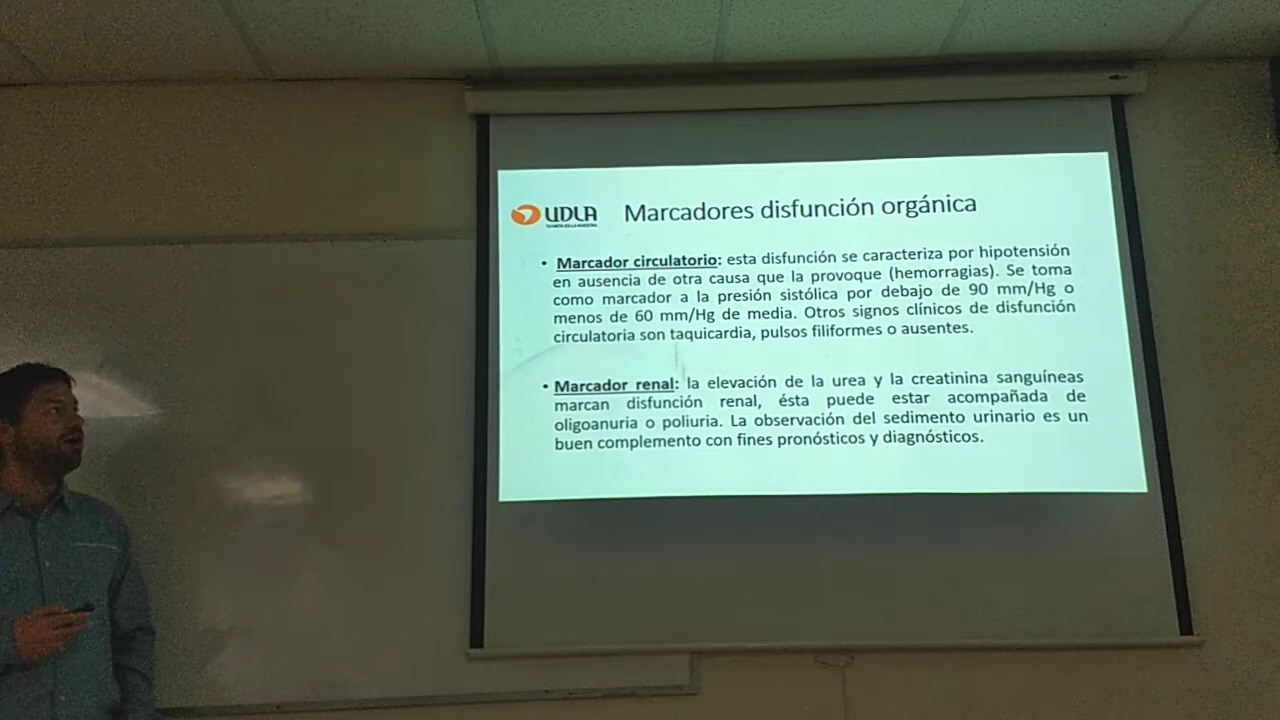 UDLA
Marcadores disfunción orgánica
• Marcador circulatorio: esta disfunción se caracteriza por hipotensión
en ausencia de otra causa que la provoque (hemorragias). Se toma
como marcador a la presión sistólica por debajo de 90 mm/Hg o
menos de 60 mm/Hg de media. Otros signos clínicos de disfunción
circulatoria son taquicardia, pulsos filiformes o ausentes.
• Marcador renal: la elevación de la urea y la creatinina sanguíneas
marcan disfunción renal, ésta puede estar acompañada de
oligoanuria o poliuria. La observación del sedimento urinario es un
buen complemento con fines pronósticos y diagnósticos.